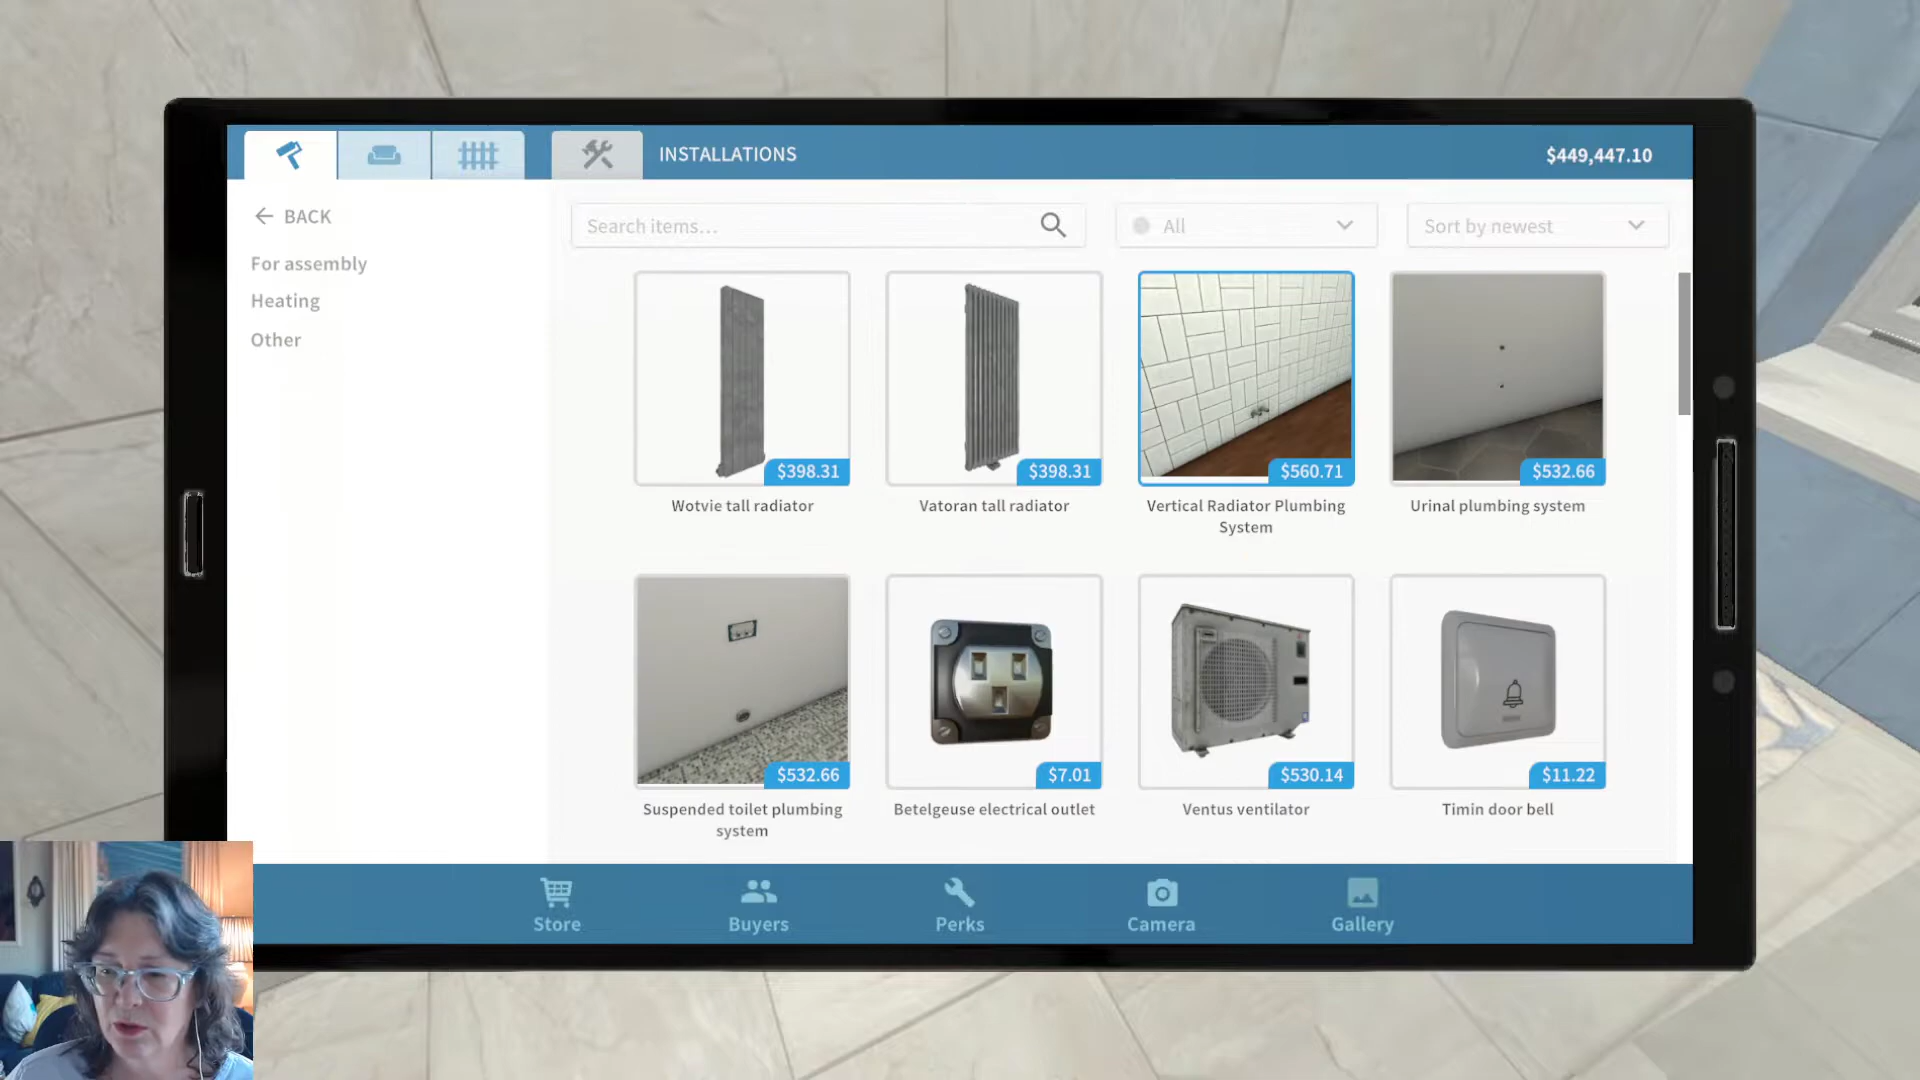 INSTALLATIONS
$449,447.10
BACK
For assembly
Heating
Other
Search items...
All
Sort by newest
$398.31
$398.31
$560.71
$532.66
Wotvie tall radiator
Vatoran tall radiator
Vertical Radiator Plumbing
System
Urinal plumbing system
$532.66
$7.01
$530.14
$11.22
Suspended toilet plumbing
system
Betelgeuse electrical outlet
Ventus ventilator
Timin door bell
Store
Buyers
Perks
Camera
Gallery